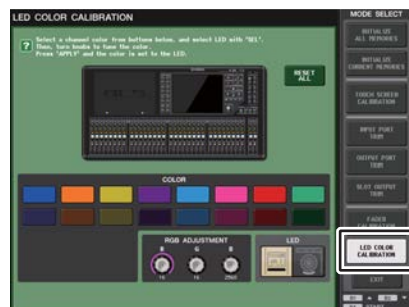 LED COLOR CALIBRATION
MODE SELECT
Select a channel color from buttons below, and select LED with "SEL".
Then, turn knobs to tune the color.
Press "APPLY" and the color is set to the LED.
RESET
ALL
INITIALIZE
ALL MEMORIES
INITIALIZE
CURRENT MEMORIES
TOUCH SCREEN
CALIBRATION
INPUT PORT
TRIM
OUTPUT PORT
TRIM
SLOT OUTPUT
TRIM
FADER
CALIBRATION
LED COLOR
CALIBRATION
EXIT
COLOR
RGB ADJUSTMENT
R G B
LED